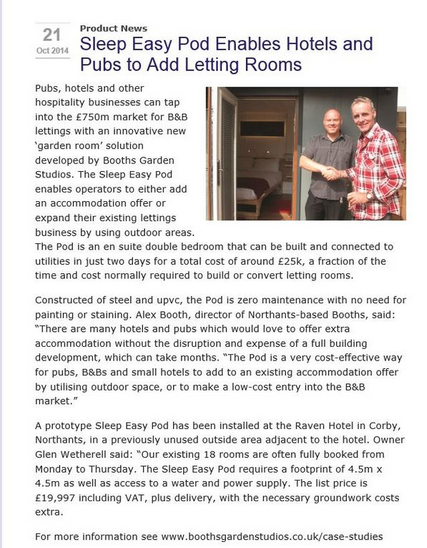 21
Oct 2014
Product News
Sleep Easy Pod Enables Hotels and
Pubs to Add Letting Rooms
Pubs, hotels and other
hospitality businesses can tap
into the £750m market for B&B
lettings with an innovative new
‘garden room’ solution
developed by Booths Garden
Studios. The Sleep Easy Pod
enables operators to either add
an accommodation offer or
expand their existing lettings
business by using outdoor areas.
The Pod is an en suite double bedroom that can be built and connected to
utilities in just two days for a total cost of around £25k, a fraction of the
time and cost normally required to build or convert letting rooms.
Constructed of steel and upvc, the Pod is zero maintenance with no need for
painting or staining. Alex Booth, director of Northants-based Booths, said:
“There are many hotels and pubs which would love to offer extra
accommodation without the disruption and expense of a full building
development, which can take months. “The Pod is a very cost-effective way
for pubs, B&Bs and small hotels to add to an existing accommodation offer
by utilising outdoor space, or to make a low-cost entry into the B&B
market.”
A prototype Sleep Easy Pod has been installed at the Raven Hotel in Corby,
Northants, in a previously unused outside area adjacent to the hotel. Owner
Glen Wetherell said: “Our existing 18 rooms are often fully booked from
Monday to Thursday. The Sleep Easy Pod requires a footprint of 4.5m x
4.5m as well as access to a water and power supply. The list price is
£19,997 including VAT, plus delivery, with the necessary groundwork costs
extra.
For more information see www.boothsgardenstudios.co.uk/case-studies